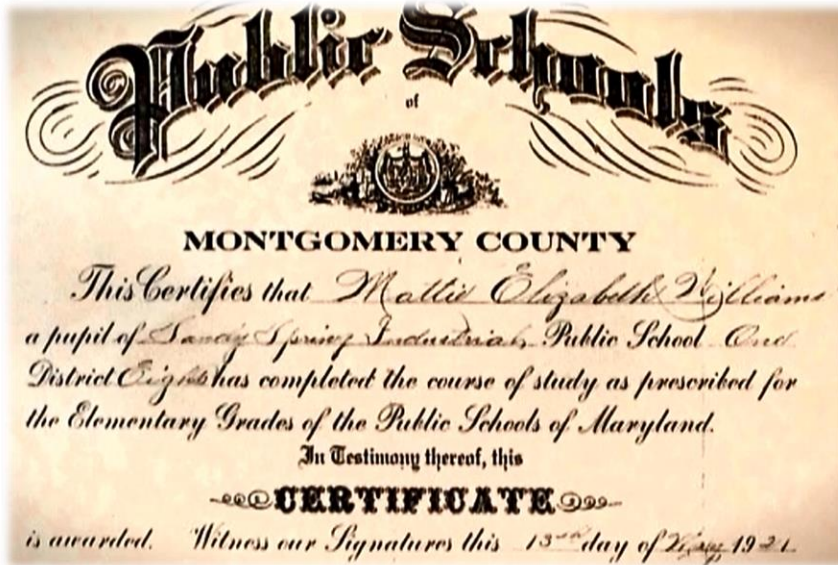 Public Schools
of
MONTGOMERY COUNTY
This Certifies that Mattie Elizabeth Williams
a pupil of Sandy Spring Industrial, Public School One
District Eight has completed the course of study as prescribed for
the Elementary Grades of the Public Schools of Maryland.
In Testimony thereof, this
CERTIFICATE
is awarded. Witness our Signatures this 13th day of 1921